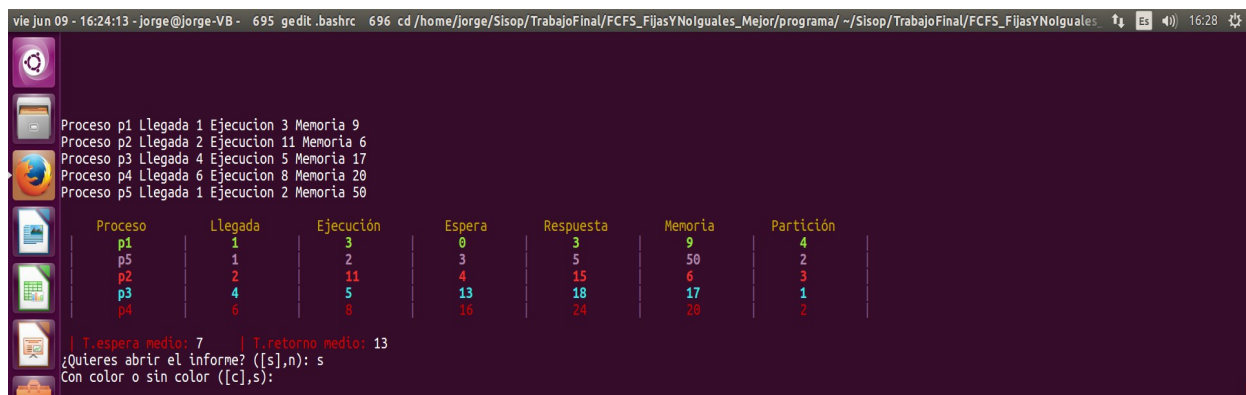 vie jun 09 - 16:24:13 - jorge@jorge-VB - 695 gedit .bashrc 696 cd /home/jorge/Sisop/TrabajoFinal/FCFS_FijasYNoIguales_Mejor/programa/ ~/Sisop/TrabajoFinal/FCFS_FijasYNoIguales_ Es 16:28
Proceso p1 Llegada 1 Ejecucion 3 Memoria 9
Proceso p2 Llegada 2 Ejecucion 11 Memoria 6
Proceso p3 Llegada 4 Ejecucion 5 Memoria 17
Proceso p4 Llegada 6 Ejecucion 8 Memoria 20
Proceso p5 Llegada 1 Ejecucion 2 Memoria 50
Proceso Llegada Ejecución Espera Respuesta Memoria Partición
| p1 | 1 | 3 | 0 | 3 | 9 | 4 |
| p5 | 1 | 2 | 3 | 5 | 50 | 2 |
| p2 | 2 | 11 | 4 | 15 | 6 | 3 |
| p3 | 4 | 5 | 13 | 18 | 17 | 1 |
| p4 | 6 | 8 | 16 | 24 | 20 | 2 |
| T.espera medio: 7 | T.retorno medio: 13
¿Quieres abrir el informe? ([s],n): s
Con color o sin color ([c],s):